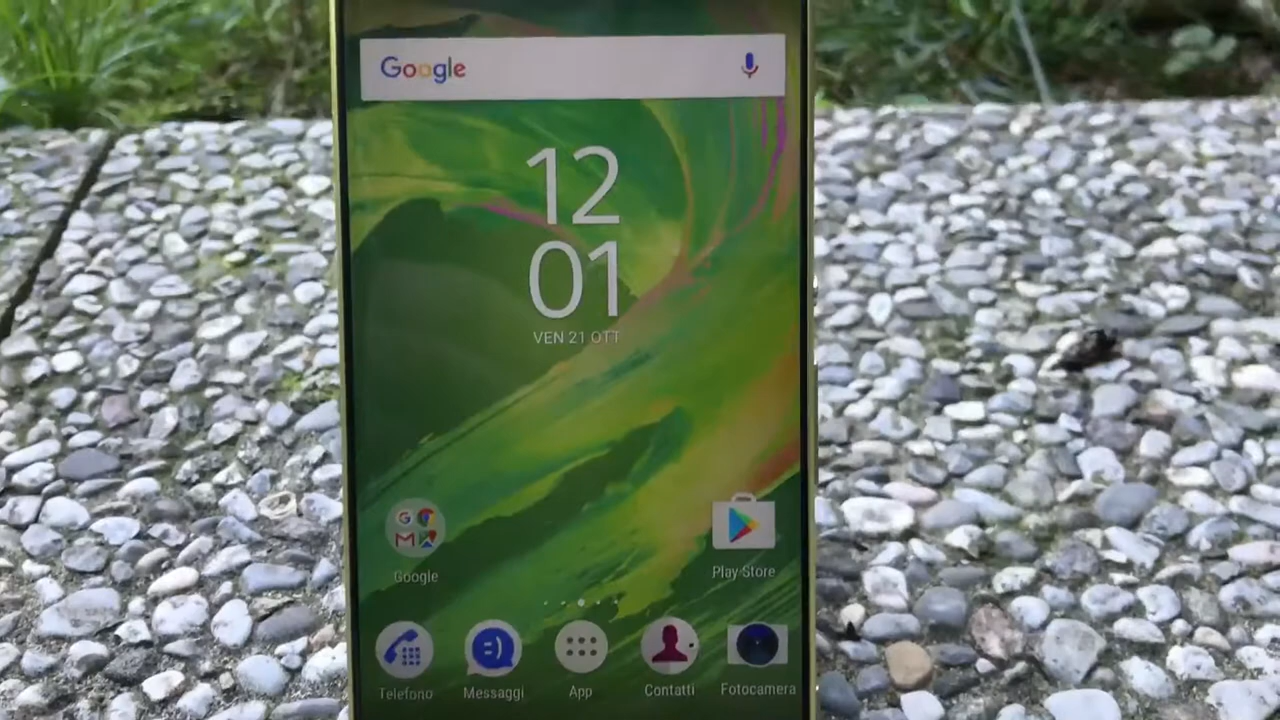 Google
12
01
VEN 21 OTT
Google
Play Store
Telefono
Messaggi
App
Contatti
Fotocamera